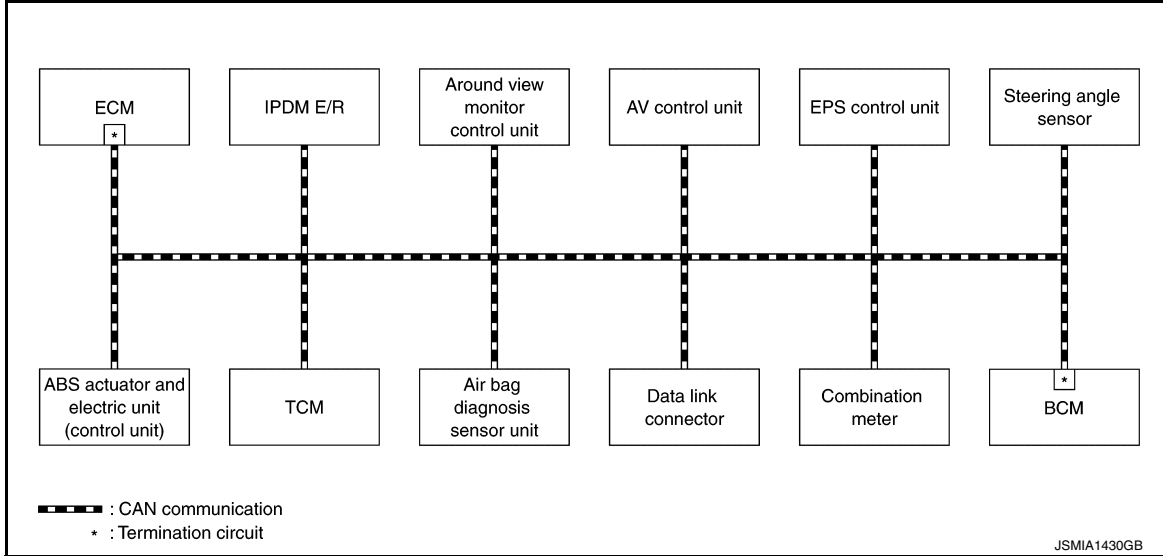 ECM
*
IPDM E/R
Around view
monitor
control unit
AV control unit
EPS control unit
Steering angle
sensor
ABS actuator and
electric unit
(control unit)
TCM
Air bag
diagnosis
sensor unit
Data link
connector
Combination
meter
*
BCM
: CAN communication
* : Termination circuit
JSMIA1430GB